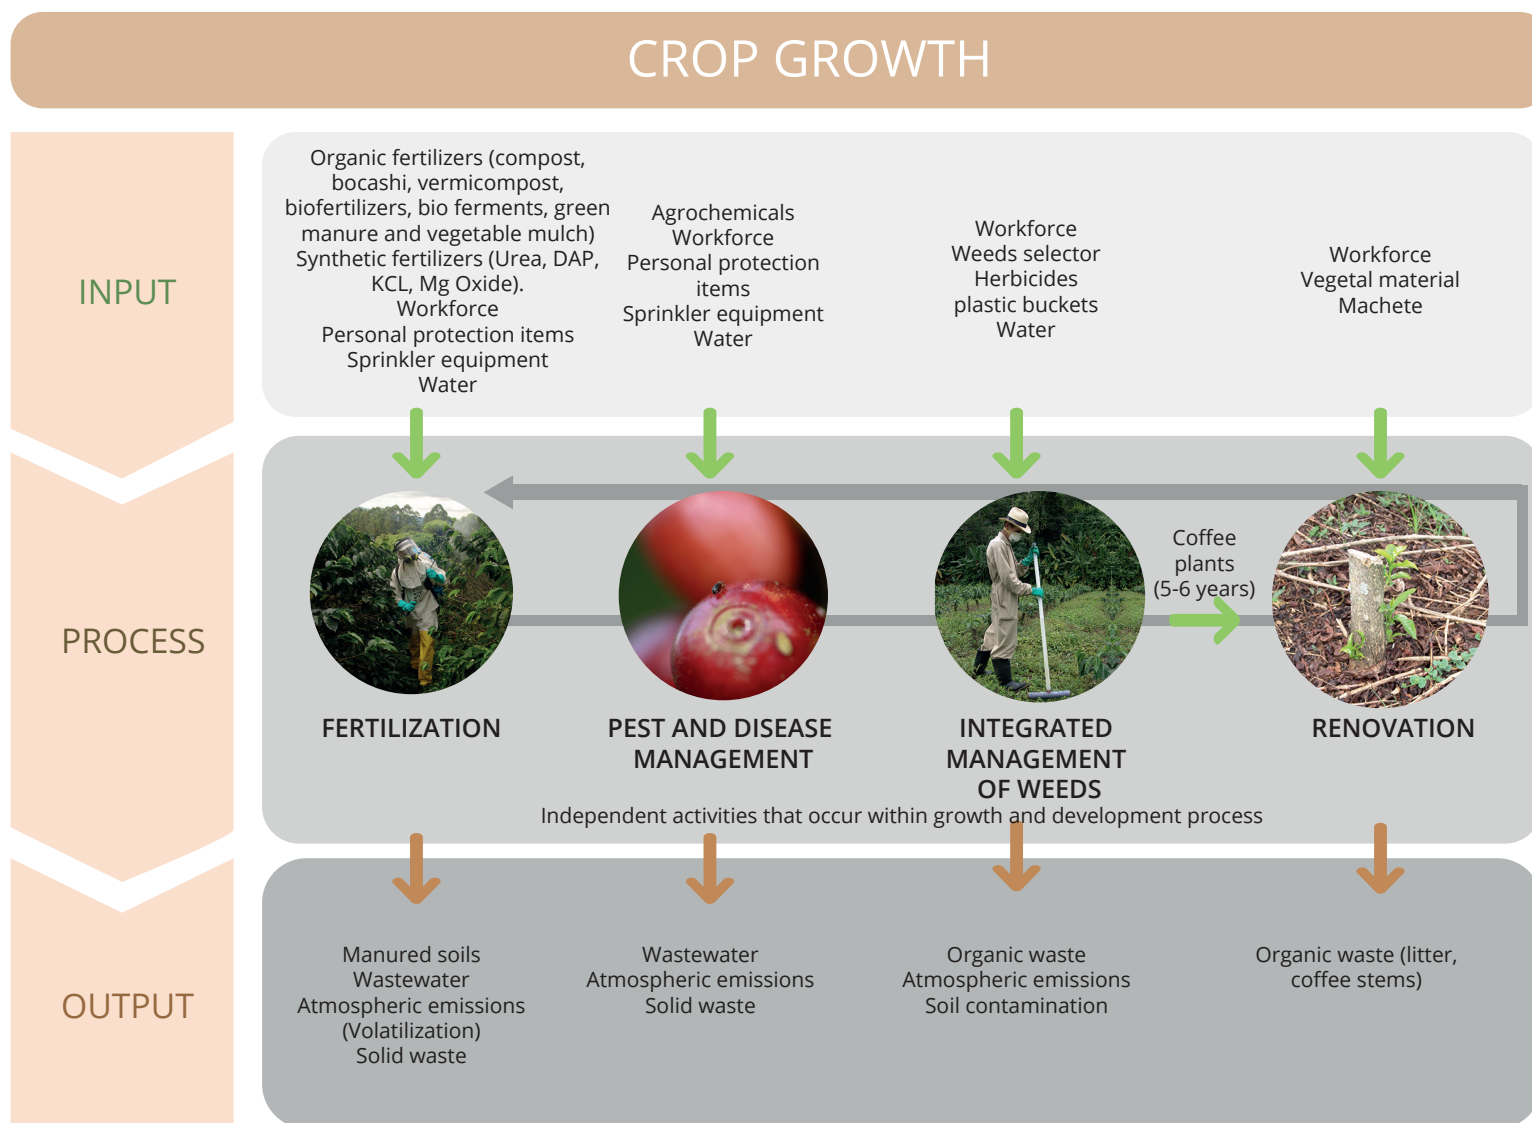 CROP GROWTH
INPUT
Organic fertilizers (compost,
bocashi, vermicompost,
biofertilizers, bio ferments, green
manure and vegetable mulch)
Synthetic fertilizers (Urea, DAP,
KCL, Mg Oxide).
Workforce
Personal protection items
Sprinkler equipment
Water
Agrochemicals
Workforce
Personal protection
items
Sprinkler equipment
Water
Workforce
Weeds selector
Herbicides
plastic buckets
Water
Workforce
Vegetal material
Machete
PROCESS
Coffee
plants
(5-6 years)
FERTILIZATION
PEST AND DISEASE
MANAGEMENT
INTEGRATED
MANAGEMENT
OF WEEDS
RENOVATION
Independent activities that occur within growth and development process
OUTPUT
Manured soils
Wastewater
Atmospheric emissions
(Volatilization)
Solid waste
Wastewater
Atmospheric emissions
Solid waste
Organic waste
Atmospheric emissions
Soil contamination
Organic waste (litter,
coffee stems)